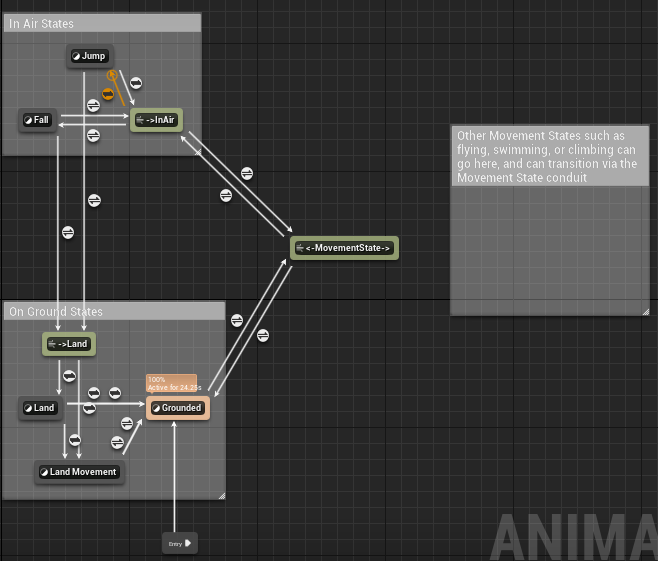 In Air States
Jump
Fall
->InAir
Other Movement States such as
flying, swimming, or climbing can
go here, and can transition via the
Movement State conduit
<-MovementState->
On Ground States
->Land
100%
Active for 24.25s
Land
Grounded
Land Movement
Entry
ANIMA